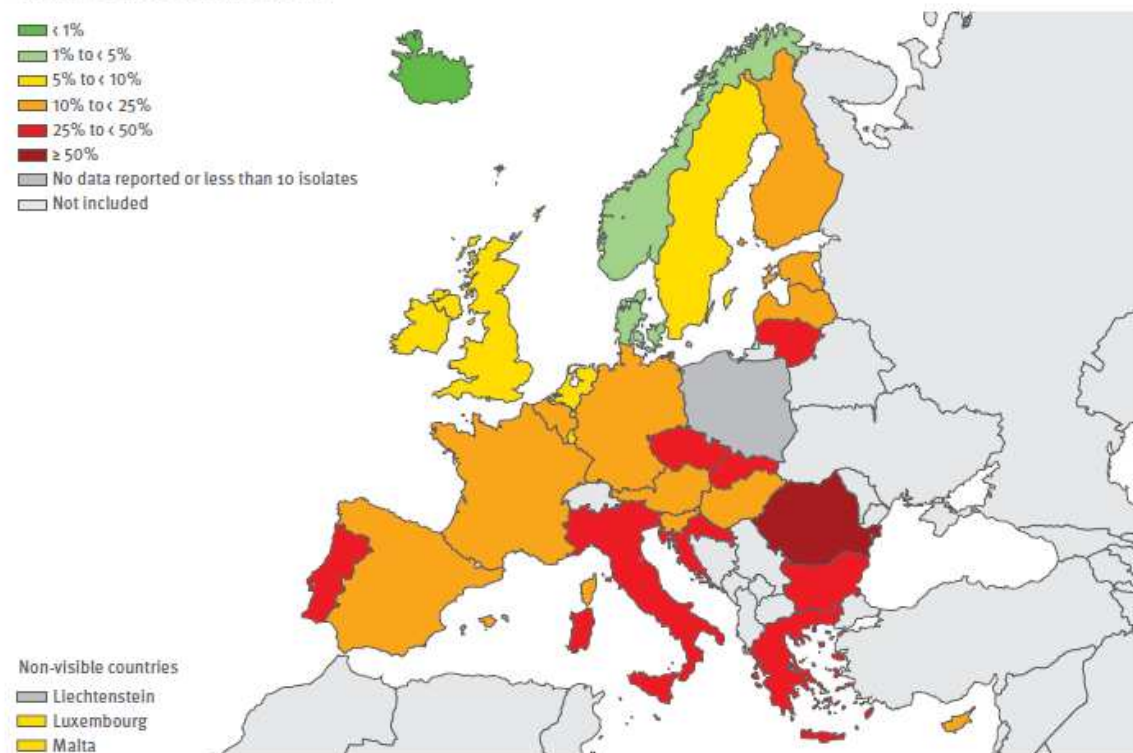 < 1%
1% to < 5%
5% to < 10%
10% to < 25%
25% to < 50%
≥ 50%
No data reported or less than 10 isolates
Not included
Non-visible countries
Liechtenstein
Luxembourg
Malta